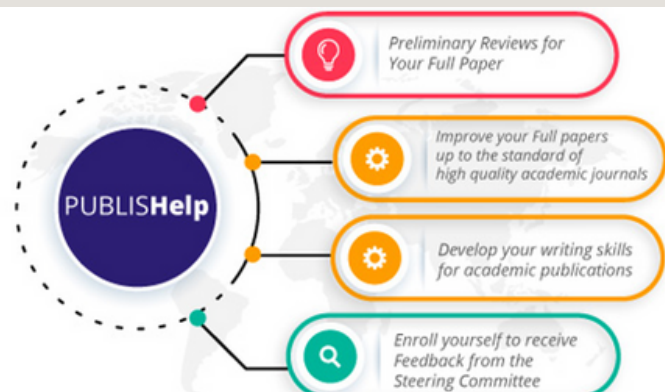 PUBLISHelp
Preliminary Reviews for
Your Full Paper
Improve your Full papers
up to the standard of
high quality academic journals
Develop your writing skills
for academic publications
Enroll yourself to receive
Feedback from the
Steering Committee